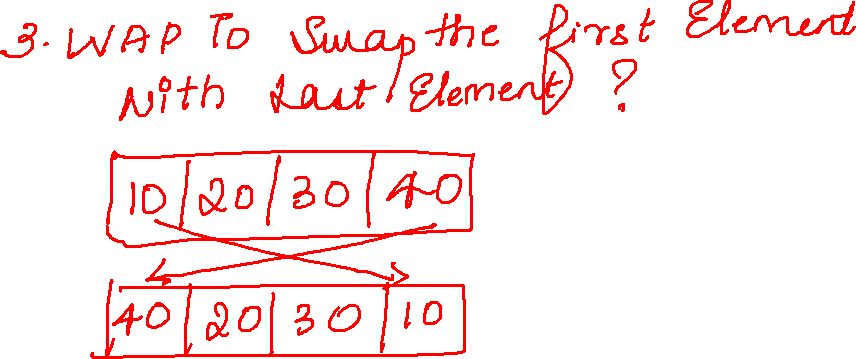 3. WAP To Swap the first Element
With Last Element ?
10 20 30 40
40 20 30 10